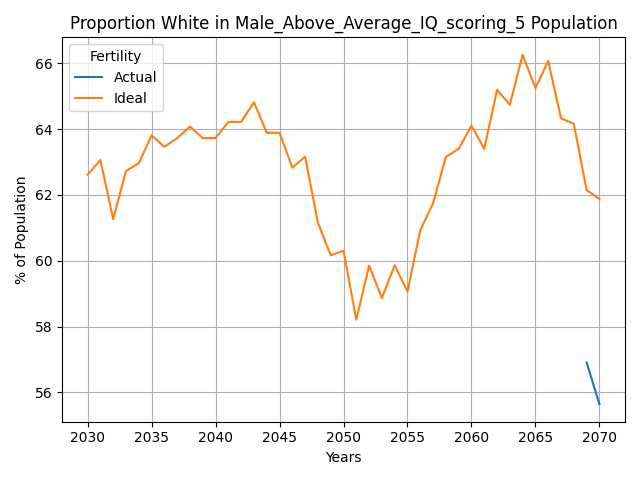 Proportion White in Male_Above_Average_IQ_scoring_5 Population
Fertility
Actual
Ideal
% of Population
66
64
62
60
58
56
2030 2035 2040 2045 2050 2055 2060 2065 2070
Years